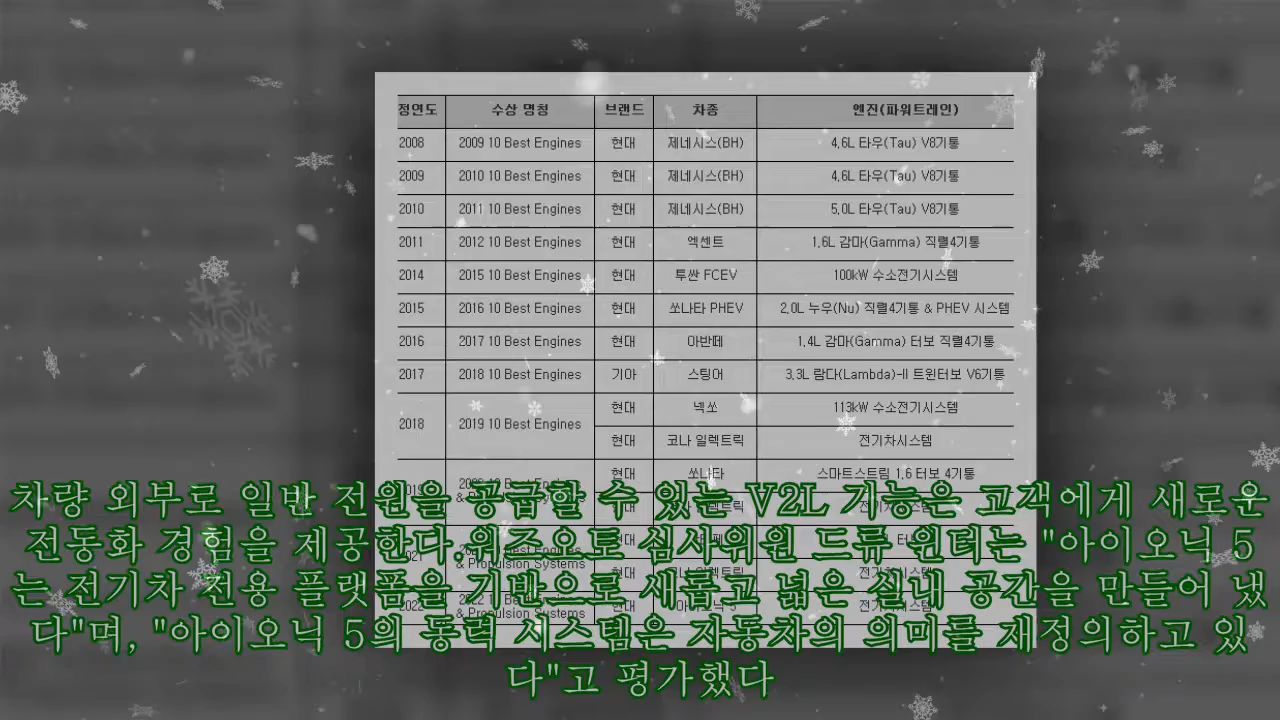 정연도 수상 명칭 브랜드 차종 엔진(파워트레인)
2008 2009 10 Best Engines 현대 제네시스(BH) 4.6L 타우(Tau) V8기통
2009 2010 10 Best Engines 현대 제네시스(BH) 4.6L 타우(Tau) V8기통
2010 2011 10 Best Engines 현대 제네시스(BH) 5.0L 타우(Tau) V8기통
2011 2012 10 Best Engines 현대 엑센트 1.6L 감마(Gamma) 직렬4기통
2014 2015 10 Best Engines 현대 투싼 FCEV 100kW 수소전기시스템
2015 2016 10 Best Engines 현대 쏘나타 PHEV 2.0L 누우(Nu) 직렬4기통 & PHEV 시스템
2016 2017 10 Best Engines 현대 아반떼 1.4L 감마(Gamma) 터보 직렬4기통
2017 2018 10 Best Engines 기아 스팅어 3.3L 람다(Lambda)-II 트윈터보 V6기통
2018 2019 10 Best Engines 현대 넥쏘 113kW 수소전기시스템
현대 코나 일렉트릭 전기차시스템
현대 쏘나타 스마트스트림 1.6 터보 4기통
& Propulsion Systems
2022 현대
& Propulsion Systems
차량 외부로 일반 전원을 공급할 수 있는 V2L 기능은 고객에게 새로운
전동화 경험을 제공한다.워즈오토 심사위원 드류 윈터는 "아이오닉 5
는 전기차 전용 플랫폼을 기반으로 새롭고 넓은 실내 공간을 만들어 냈
다"며, "아이오닉 5의 동력 시스템은 자동차의 의미를 재정의하고 있
다"고 평가했다